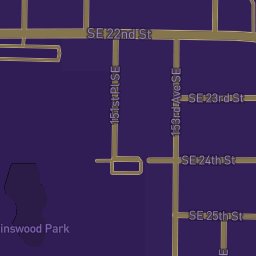 SE 22nd St
151st Pl SE
153rd Ave SE
SE 23rd St
SE 24th St
SE 25th St
inswood Park
E